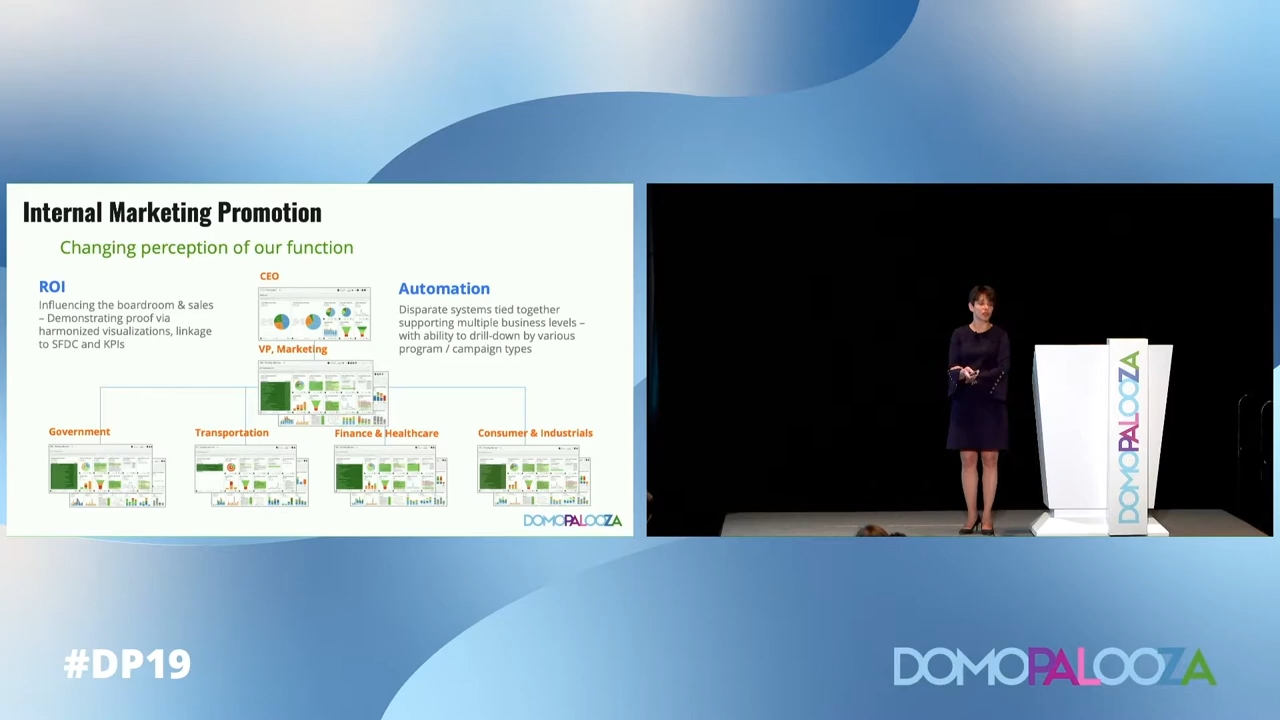 Internal Marketing Promotion
Changing perception of our function
ROI
Influencing the boardroom & sales
– Demonstrating proof via
harmonized visualizations, linkage
to SFDC and KPIs
CEO
VP, Marketing
Automation
Disparate systems tied together
supporting multiple business levels –
with ability to drill-down by various
program / campaign types
Government
Transportation
Finance & Healthcare
Consumer & Industrials
DOMOPALOOZA
DOMOPALOOZA
#DP19
DOMOPALOOZA